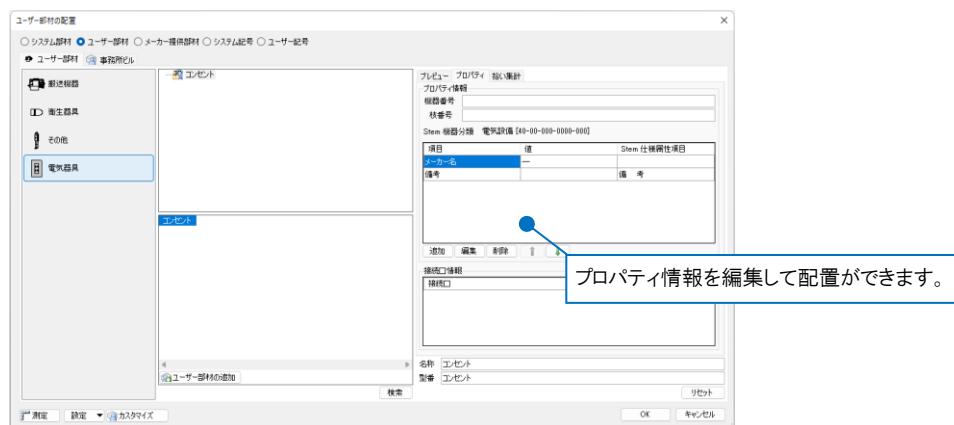 ユーザー部材の配置
システム部材 ユーザー部材 メーカー提供部材 システム記号 ユーザー記号
ユーザー部材 事務所ビル
搬送機器
衛生器具
その他
電気器具
コンセント
コンセント
ユーザー部材の追加
検索
プレビュー プロパティ 拾い集計
プロパティ情報
機器番号
枝番号
Stem 機器分類 電気設備 [40-00-000-0000-000]
項目 値 Stem 仕様属性項目
メーカー名 ―
備考 備 考
追加 編集 削除
接続口情報
接続口
プロパティ情報を編集して配置ができます。
名称 コンセント
型番 コンセント
リセット
測定 設定 カスタマイズ
OK キャンセル